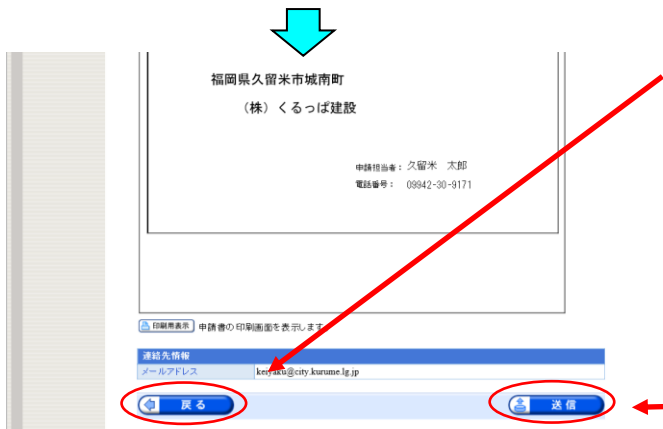 福岡県久留米市城南町
（株）くるっぱ建設
申請担当者： 久留米　太郎
電話番号： 09942-30-9171
印刷用表示 申請書の印刷画面を表示します
連絡先情報
メールアドレス keiyaku@city.kurume.lg.jp
戻る 送信